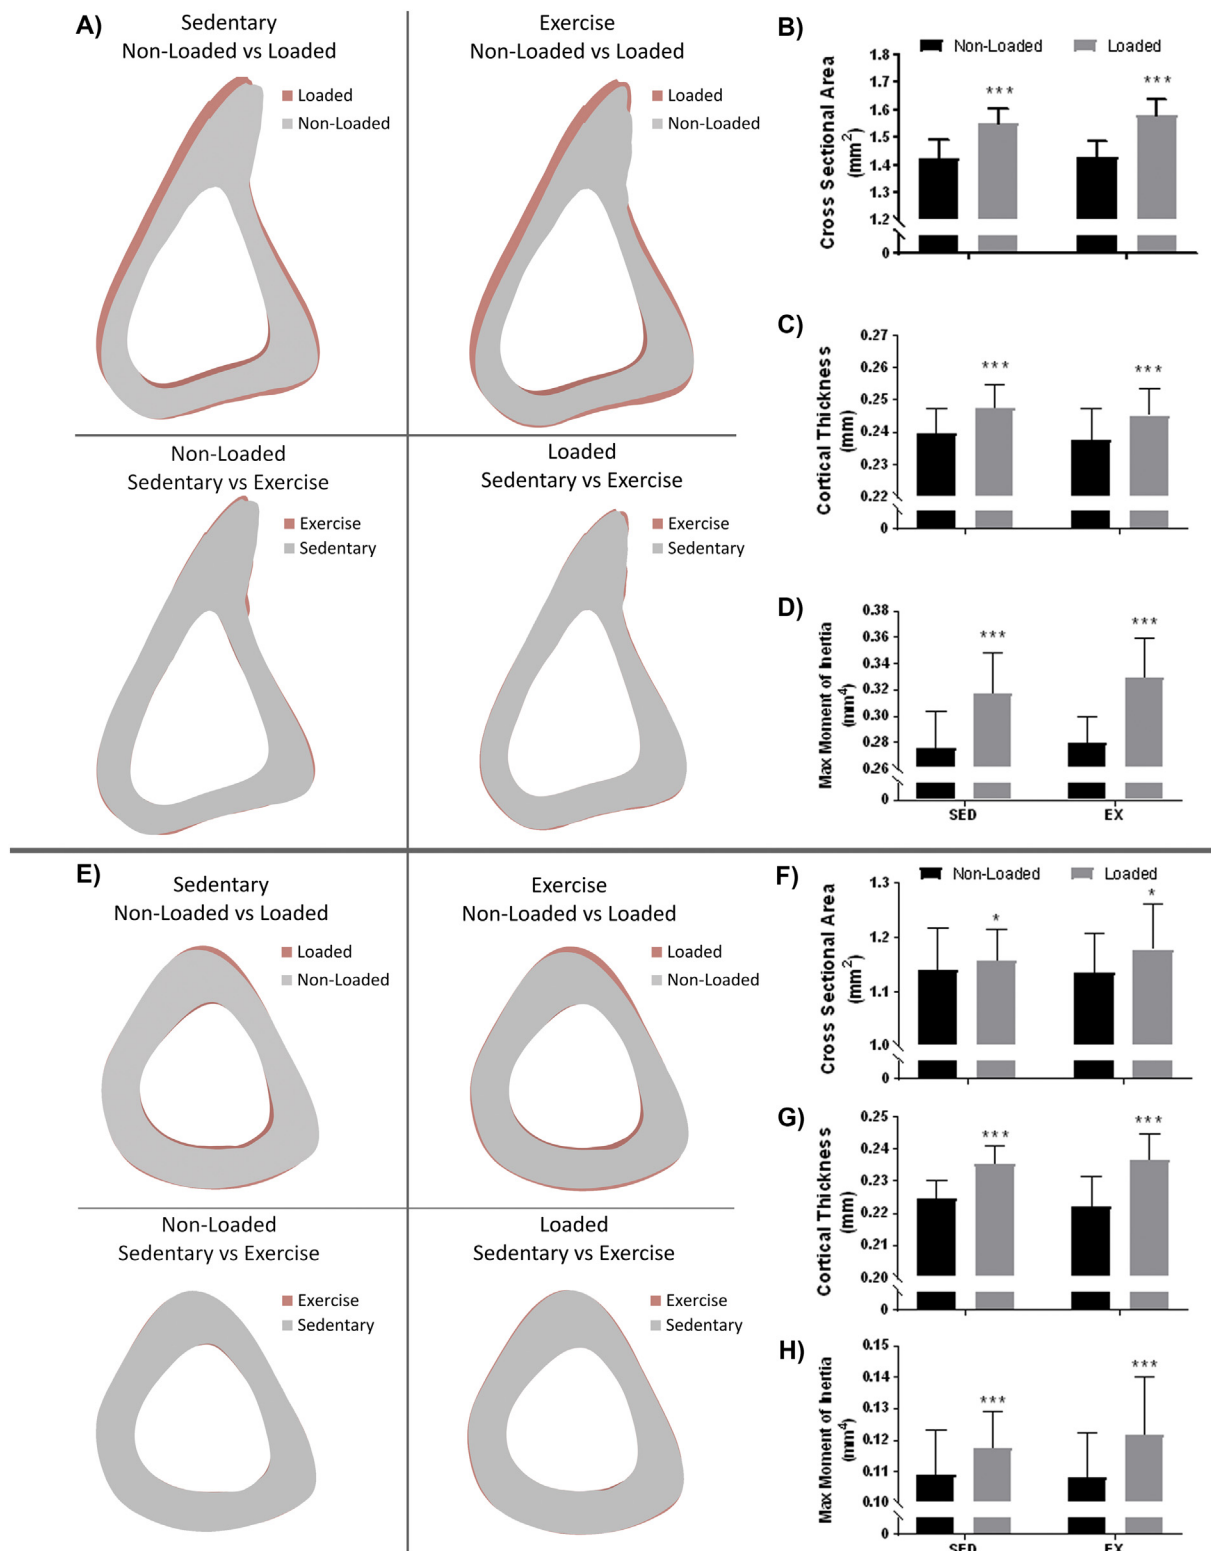 A)
Sedentary
Non-Loaded vs Loaded
Loaded
Non-Loaded
Exercise
Non-Loaded vs Loaded
Loaded
Non-Loaded
Non-Loaded
Sedentary vs Exercise
Exercise
Sedentary
Loaded
Sedentary vs Exercise
Exercise
Sedentary
B)
Non-Loaded
Loaded
Cross Sectional Area
(mm²)
1.8
1.7
1.6
1.5
1.4
1.3
1.2
0
***
***
C)
Cortical Thickness
(mm)
0.27
0.26
0.25
0.24
0.23
0.22
0
***
***
D)
Max Moment of Inertia
(mm⁴)
0.38
0.36
0.34
0.32
0.30
0.28
0.26
0
***
***
SED
EX
E)
Sedentary
Non-Loaded vs Loaded
Loaded
Non-Loaded
Exercise
Non-Loaded vs Loaded
Loaded
Non-Loaded
Non-Loaded
Sedentary vs Exercise
Exercise
Sedentary
Loaded
Sedentary vs Exercise
Exercise
Sedentary
F)
Non-Loaded
Loaded
Cross Sectional Area
(mm²)
1.3
1.2
1.1
1.0
0
*
*
G)
Cortical Thickness
(mm)
0.25
0.24
0.23
0.22
0.21
0.20
0
***
***
H)
Max Moment of Inertia
(mm⁴)
0.15
0.14
0.13
0.12
0.11
0.10
0
***
***
SED
EX